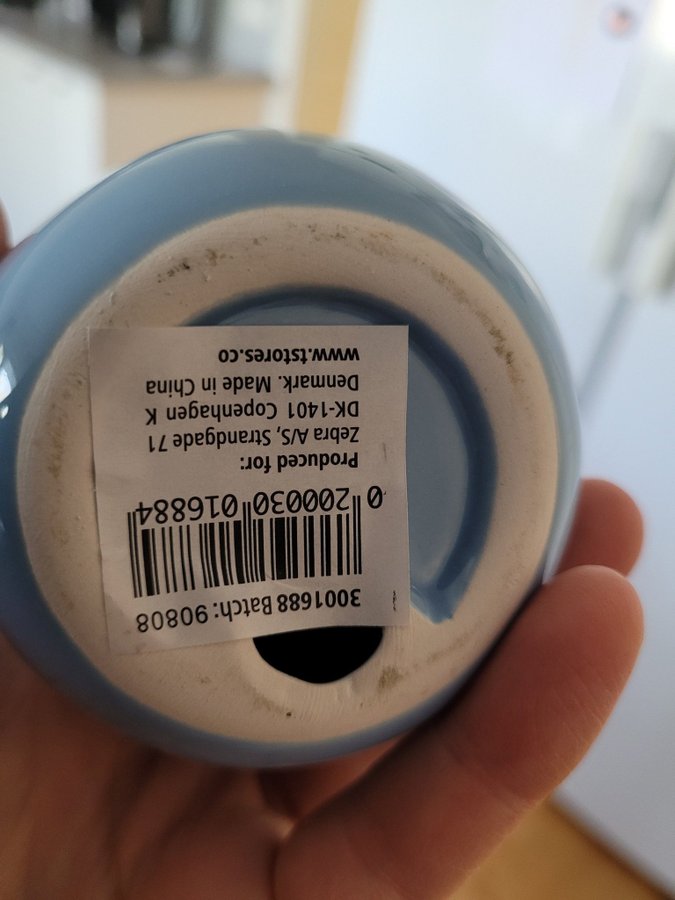 3001688 Batch: 90808
0 200030 016884
Produced for:
Zebra A/S, Strandgade 71
DK-1401 Copenhagen K
Denmark. Made in China
www.tstores.co